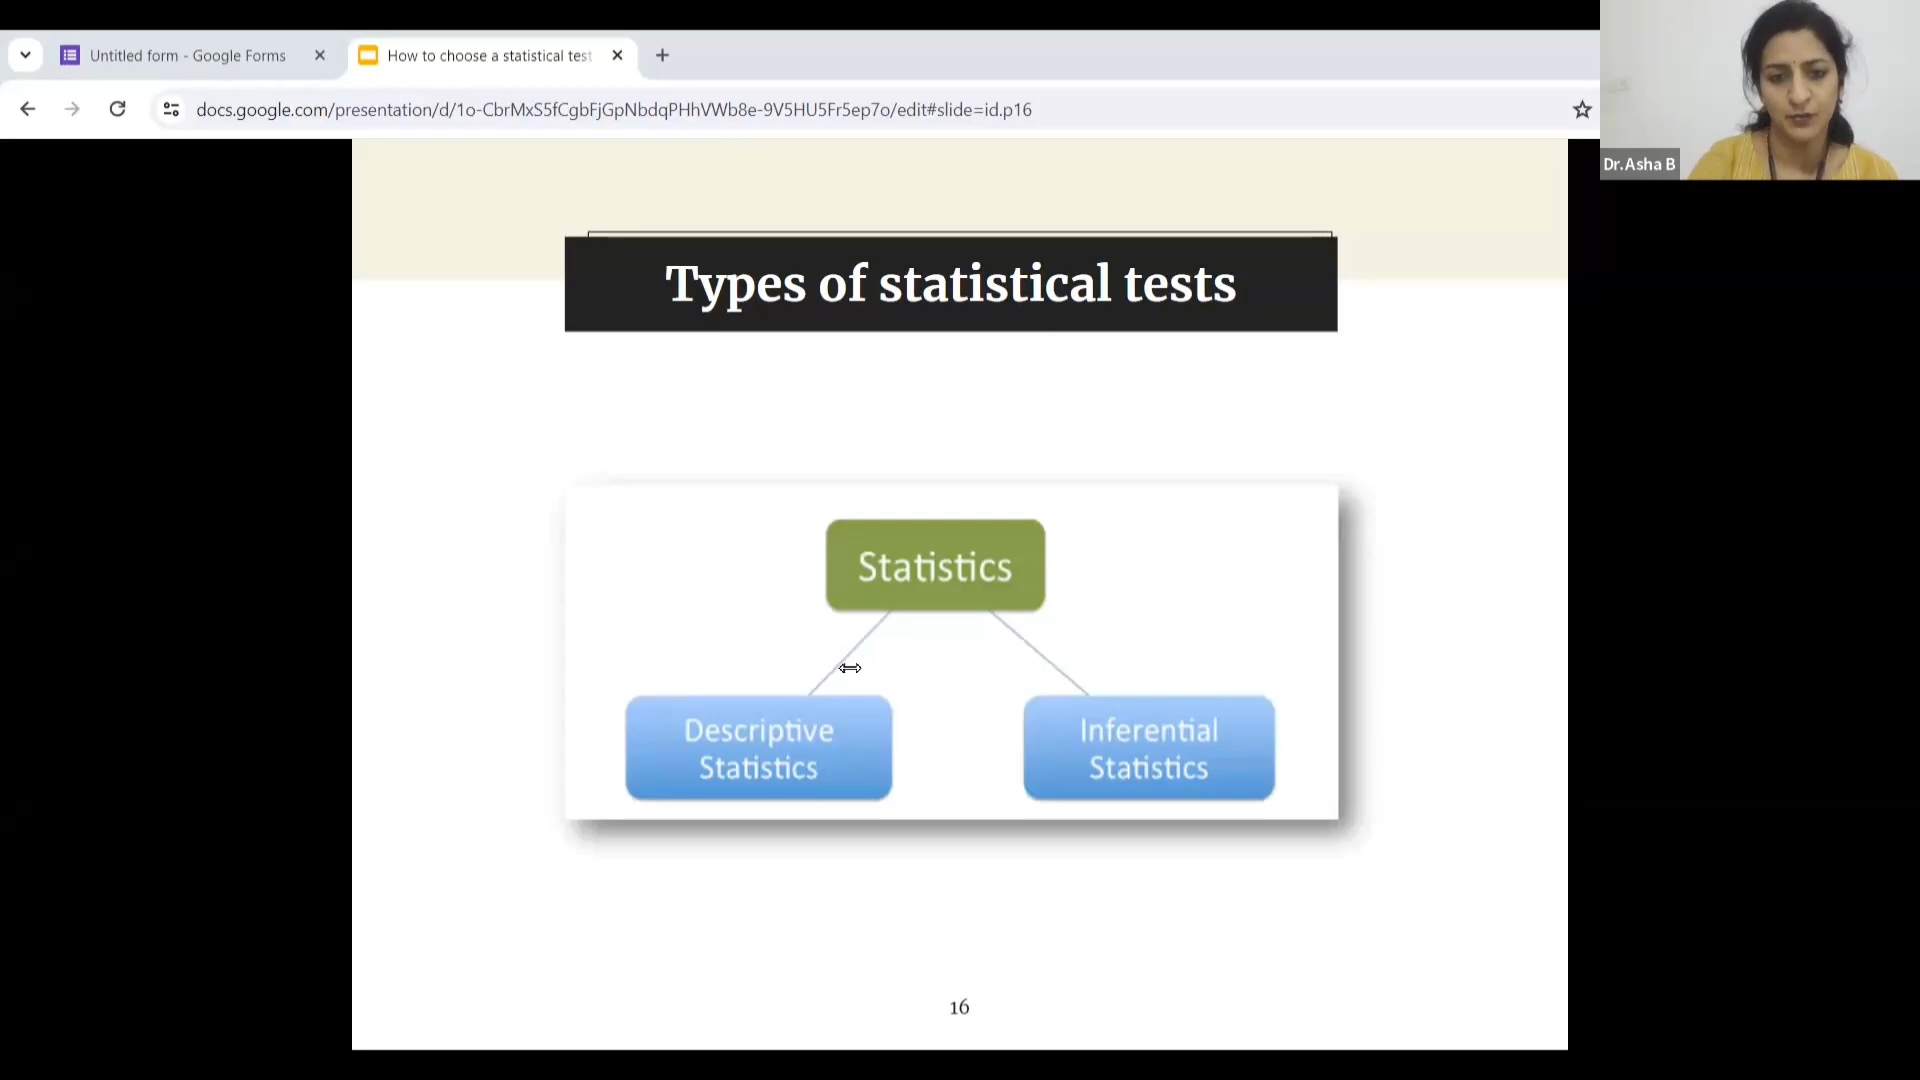 Untitled form - Google Forms
How to choose a statistical test
docs.google.com/presentation/d/1o-CbrMxS5fCgbFjGpNbdqPHhVWb8e-9V5HU5Fr5ep7o/edit#slide=id.p16
Dr.Asha B
Types of statistical tests
Statistics
Descriptive
Statistics
Inferential
Statistics
16